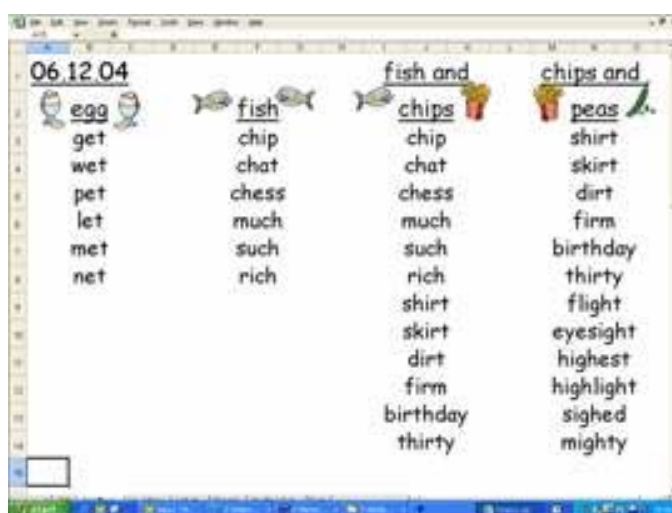 06.12.04 fish and chips and
egg fish chips peas
get chip chip shirt
wet chat chat skirt
pet chess chess dirt
let much much firm
met such such birthday
net rich rich thirty
shirt flight
skirt eyesight
dirt highest
firm highlight
birthday sighed
thirty mighty